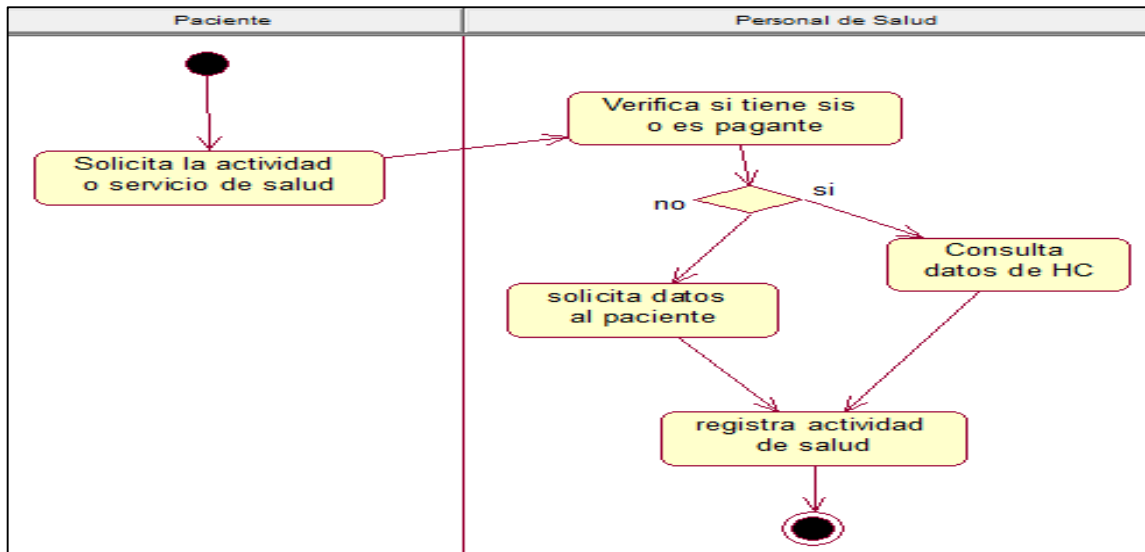 Paciente
Personal de Salud
Verifica si tiene sis
o es pagante
Solicita la actividad
o servicio de salud
no
si
Consulta
datos de HC
solicita datos
al paciente
registra actividad
de salud